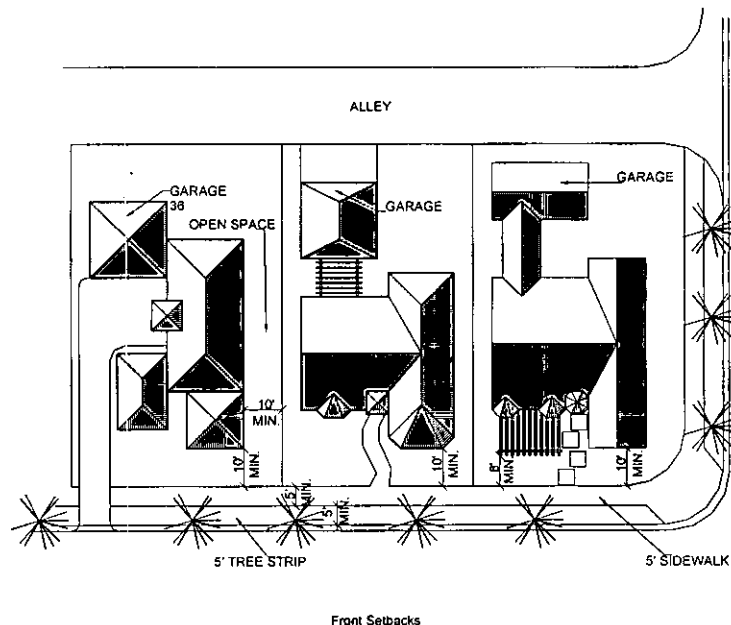 ALLEY
GARAGE
36
OPEN SPACE
GARAGE
GARAGE
10'
MIN.
10'
MIN.
5'
MIN.
5'
10'
MIN.
8'
MIN
10'
MIN.
5' TREE STRIP
5' SIDEWALK
Front Setbacks